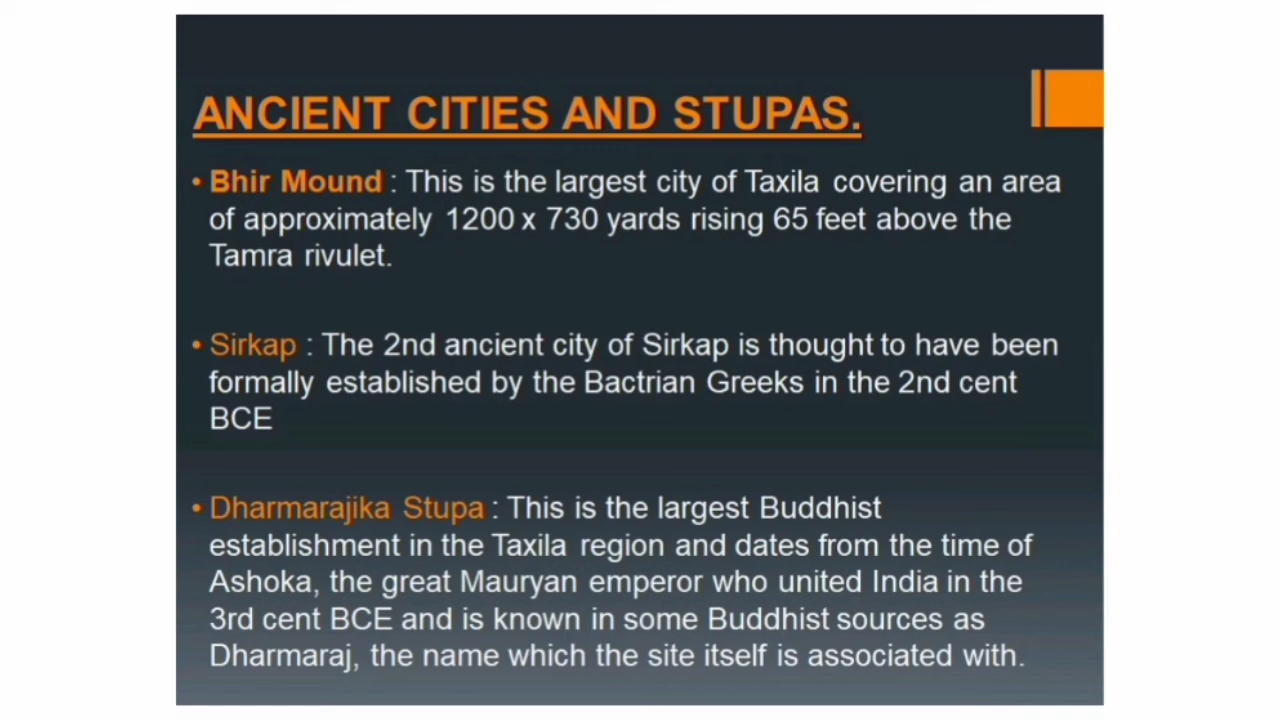 ANCIENT CITIES AND STUPAS.
• Bhir Mound : This is the largest city of Taxila covering an area
of approximately 1200 x 730 yards rising 65 feet above the
Tamra rivulet.
• Sirkap : The 2nd ancient city of Sirkap is thought to have been
formally established by the Bactrian Greeks in the 2nd cent
BCE
• Dharmarajika Stupa : This is the largest Buddhist
establishment in the Taxila region and dates from the time of
Ashoka, the great Mauryan emperor who united India in the
3rd cent BCE and is known in some Buddhist sources as
Dharmaraj, the name which the site itself is associated with.